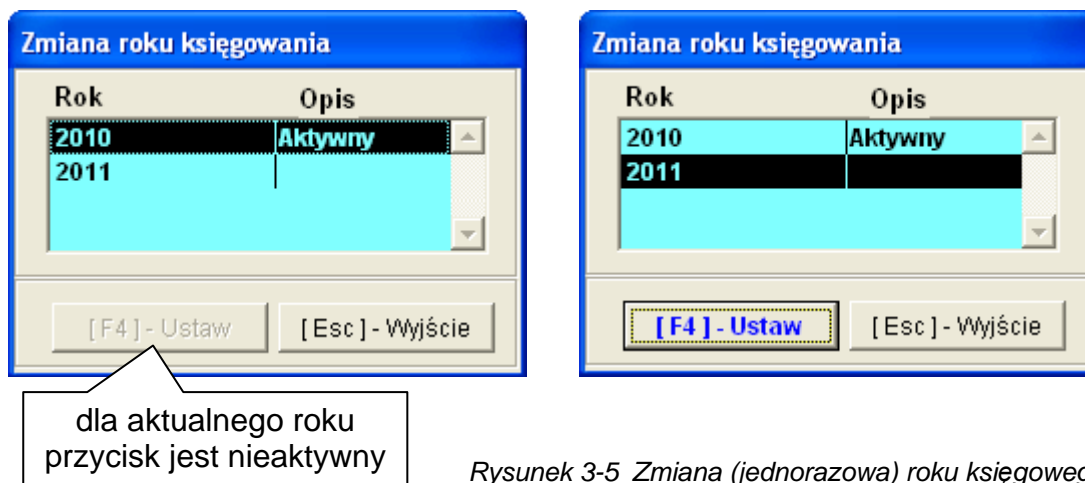 Zmiana roku księgowania
Rok Opis
2010 Aktywny
2011
[ F4 ] - Ustaw [ Esc ] - Wyjście
dla aktualnego roku
przycisk jest nieaktywny
Zmiana roku księgowania
Rok Opis
2010 Aktywny
2011
[ F4 ] - Ustaw [ Esc ] - Wyjście
Rysunek 3-5 Zmiana (jednorazowa) roku